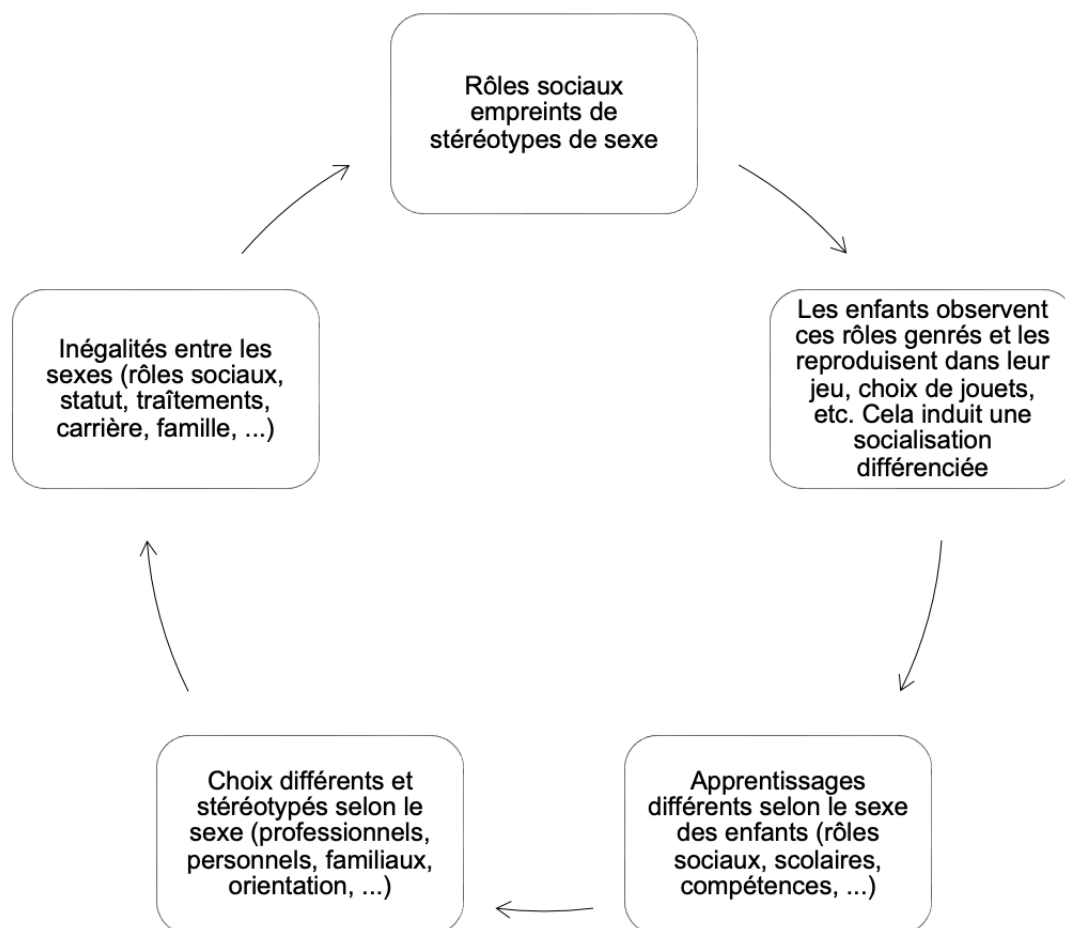 Rôles sociaux
empreints de
stéréotypes de sexe
Les enfants observent
ces rôles genrés et les
reproduisent dans leur
jeu, choix de jouets,
etc. Cela induit une
socialisation
différenciée
Apprentissages
différents selon le sexe
des enfants (rôles
sociaux, scolaires,
compétences, ...)
Choix différents et
stéréotypés selon le
sexe (professionnels,
personnels, familiaux,
orientation, ...)
Inégalités entre les
sexes (rôles sociaux,
statut, traîtements,
carrière, famille, ...)